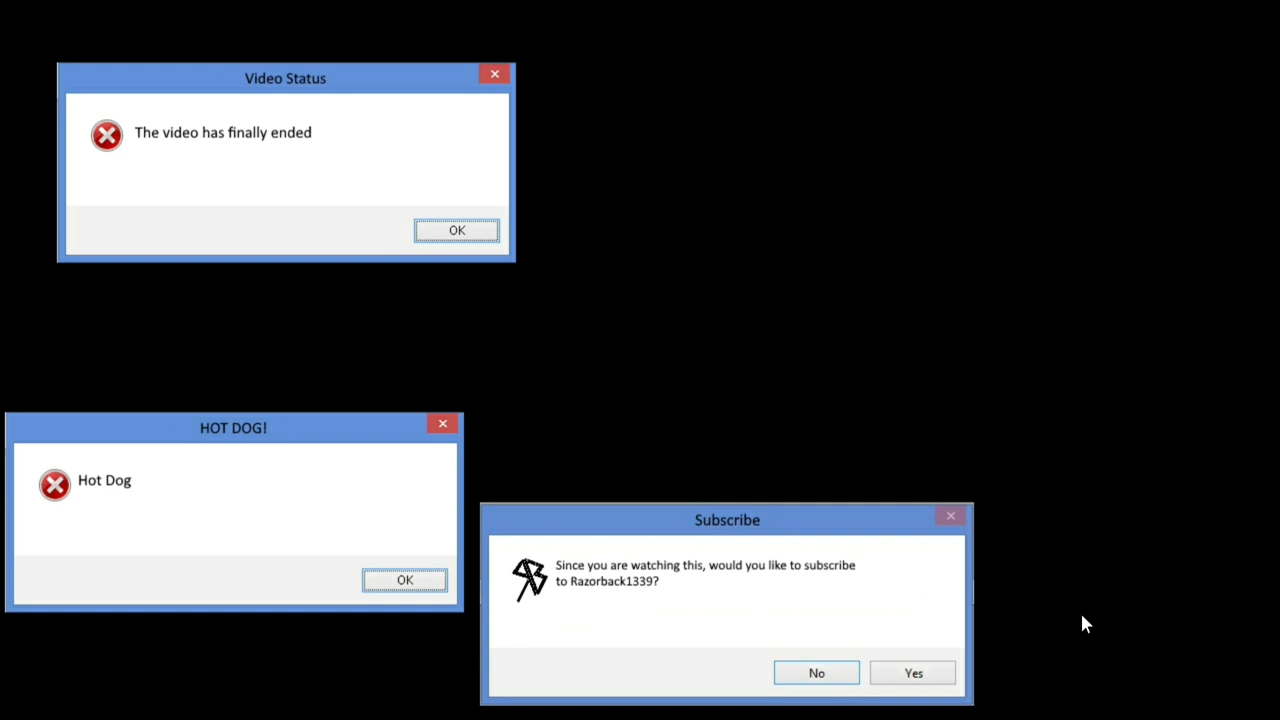 Video Status
The video has finally ended
OK
HOT DOG!
Hot Dog
OK
Subscribe
Since you are watching this, would you like to subscribe
to Razorback1339?
No
Yes